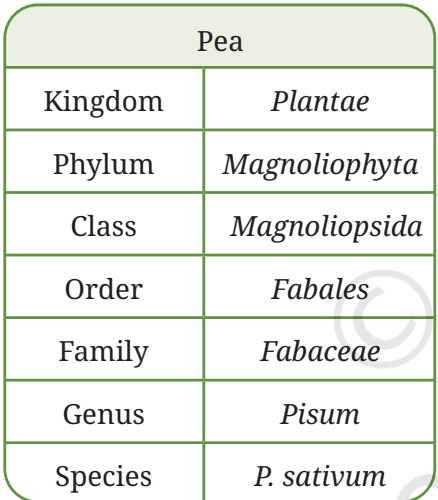 Pea
Kingdom Plantae
Phylum Magnoliophyta
Class Magnoliopsida
Order Fabales
Family Fabaceae
Genus Pisum
Species P. sativum